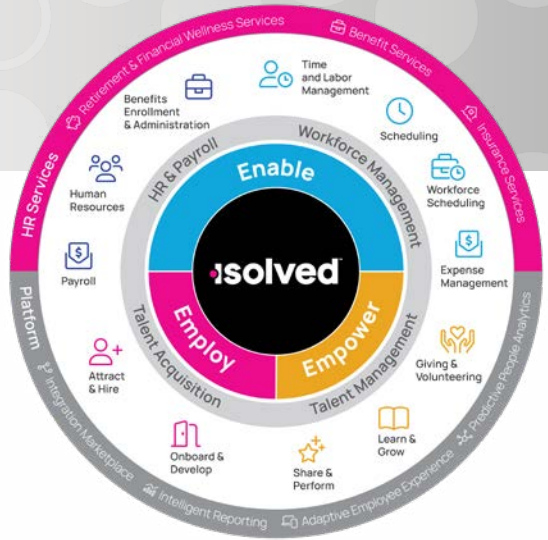 HR Services
Retirement & Financial Wellness Services
Benefit Services
Insurance Services
Time
and Labor
Management
Benefits
Enrollment
& Administration
Scheduling
Human
Resources
Workforce
Scheduling
Payroll
Expense
Management
Attract
& Hire
Giving &
Volunteering
Onboard &
Develop
Share &
Perform
Learn &
Grow
HR & Payroll
Workforce Management
Talent Acquisition
Talent Management
Enable
isolved
Employ
Empower
Platform
Integration Marketplace
Intelligent Reporting
Adaptive Employee Experience
Predictive People Analytics